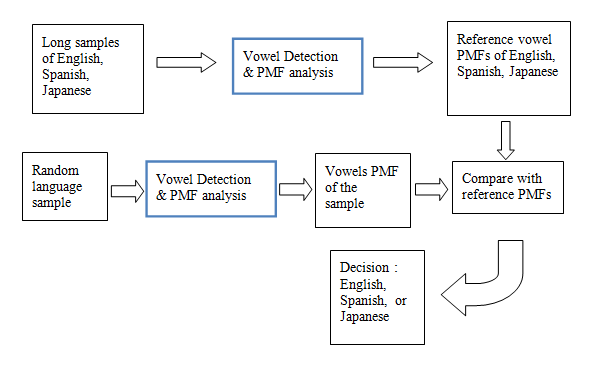 Long samples
of English,
Spanish,
Japanese
Vowel Detection
& PMF analysis
Reference vowel
PMFs of English,
Spanish, Japanese
Random
language
sample
Vowel Detection
& PMF analysis
Vowels PMF
of the
sample
Compare with
reference PMFs
Decision :
English,
Spanish, or
Japanese